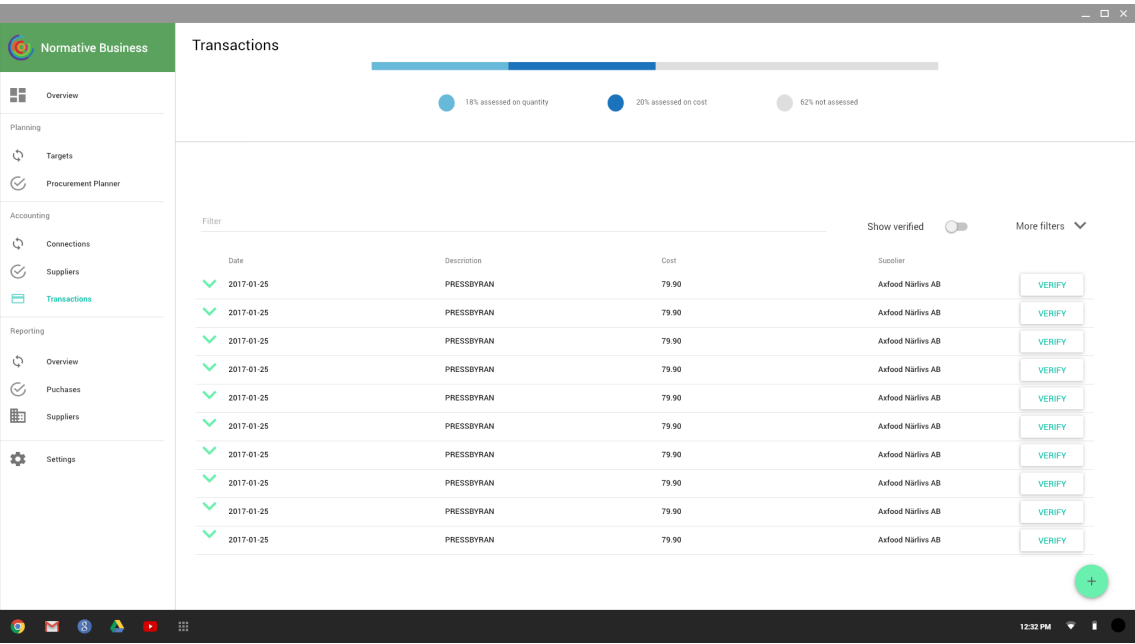 Normative Business
Transactions
18% assessed on quantity
20% assessed on cost
62% not assessed
Overview
Planning
Targets
Procurement Planner
Accounting
Connections
Suppliers
Transactions
Reporting
Overview
Puchases
Suppliers
Settings
Filter
Show verified
More filters
Date Description Cost Supplier
2017-01-25 PRESSBYRAN 79.90 Axfood Närlivs AB VERIFY
2017-01-25 PRESSBYRAN 79.90 Axfood Närlivs AB VERIFY
2017-01-25 PRESSBYRAN 79.90 Axfood Närlivs AB VERIFY
2017-01-25 PRESSBYRAN 79.90 Axfood Närlivs AB VERIFY
2017-01-25 PRESSBYRAN 79.90 Axfood Närlivs AB VERIFY
2017-01-25 PRESSBYRAN 79.90 Axfood Närlivs AB VERIFY
2017-01-25 PRESSBYRAN 79.90 Axfood Närlivs AB VERIFY
2017-01-25 PRESSBYRAN 79.90 Axfood Närlivs AB VERIFY
2017-01-25 PRESSBYRAN 79.90 Axfood Närlivs AB VERIFY
2017-01-25 PRESSBYRAN 79.90 Axfood Närlivs AB VERIFY
+
12:32 PM